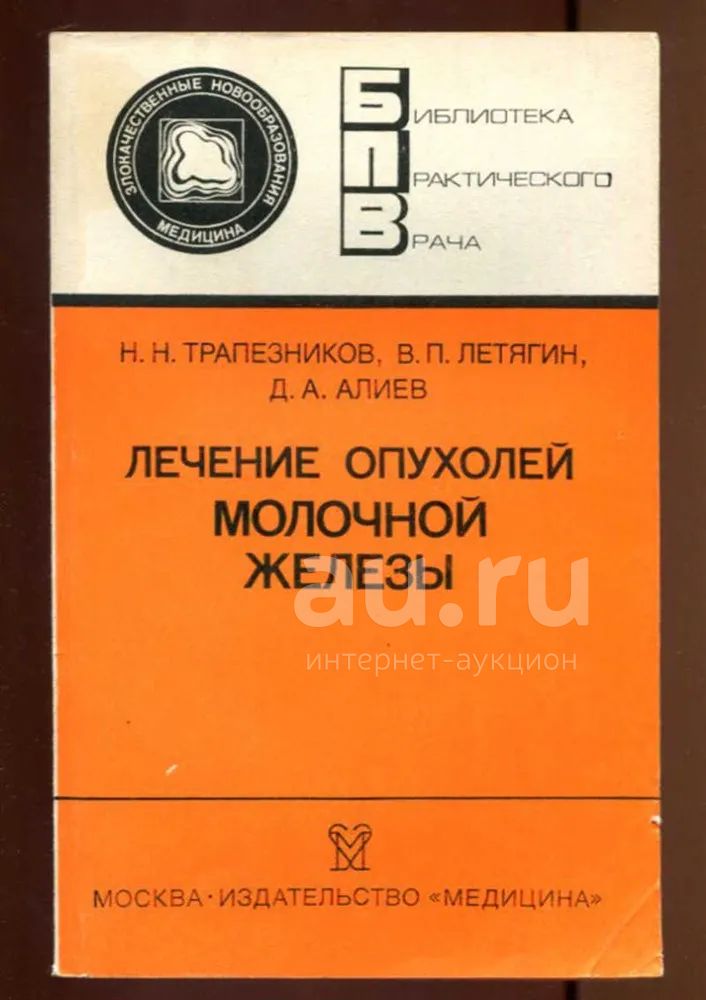 ЗЛОКАЧЕСТВЕННЫЕ НОВООБРАЗОВАНИЯ
МЕДИЦИНА
БИБЛИОТЕКА
ПРАКТИЧЕСКОГО
ВРАЧА
Н. Н. ТРАПЕЗНИКОВ, В. П. ЛЕТЯГИН,
Д. А. АЛИЕВ
ЛЕЧЕНИЕ ОПУХОЛЕЙ
МОЛОЧНОЙ
ЖЕЛЕЗЫ
au.ru
интернет-аукцион
МОСКВА · ИЗДАТЕЛЬСТВО «МЕДИЦИНА»